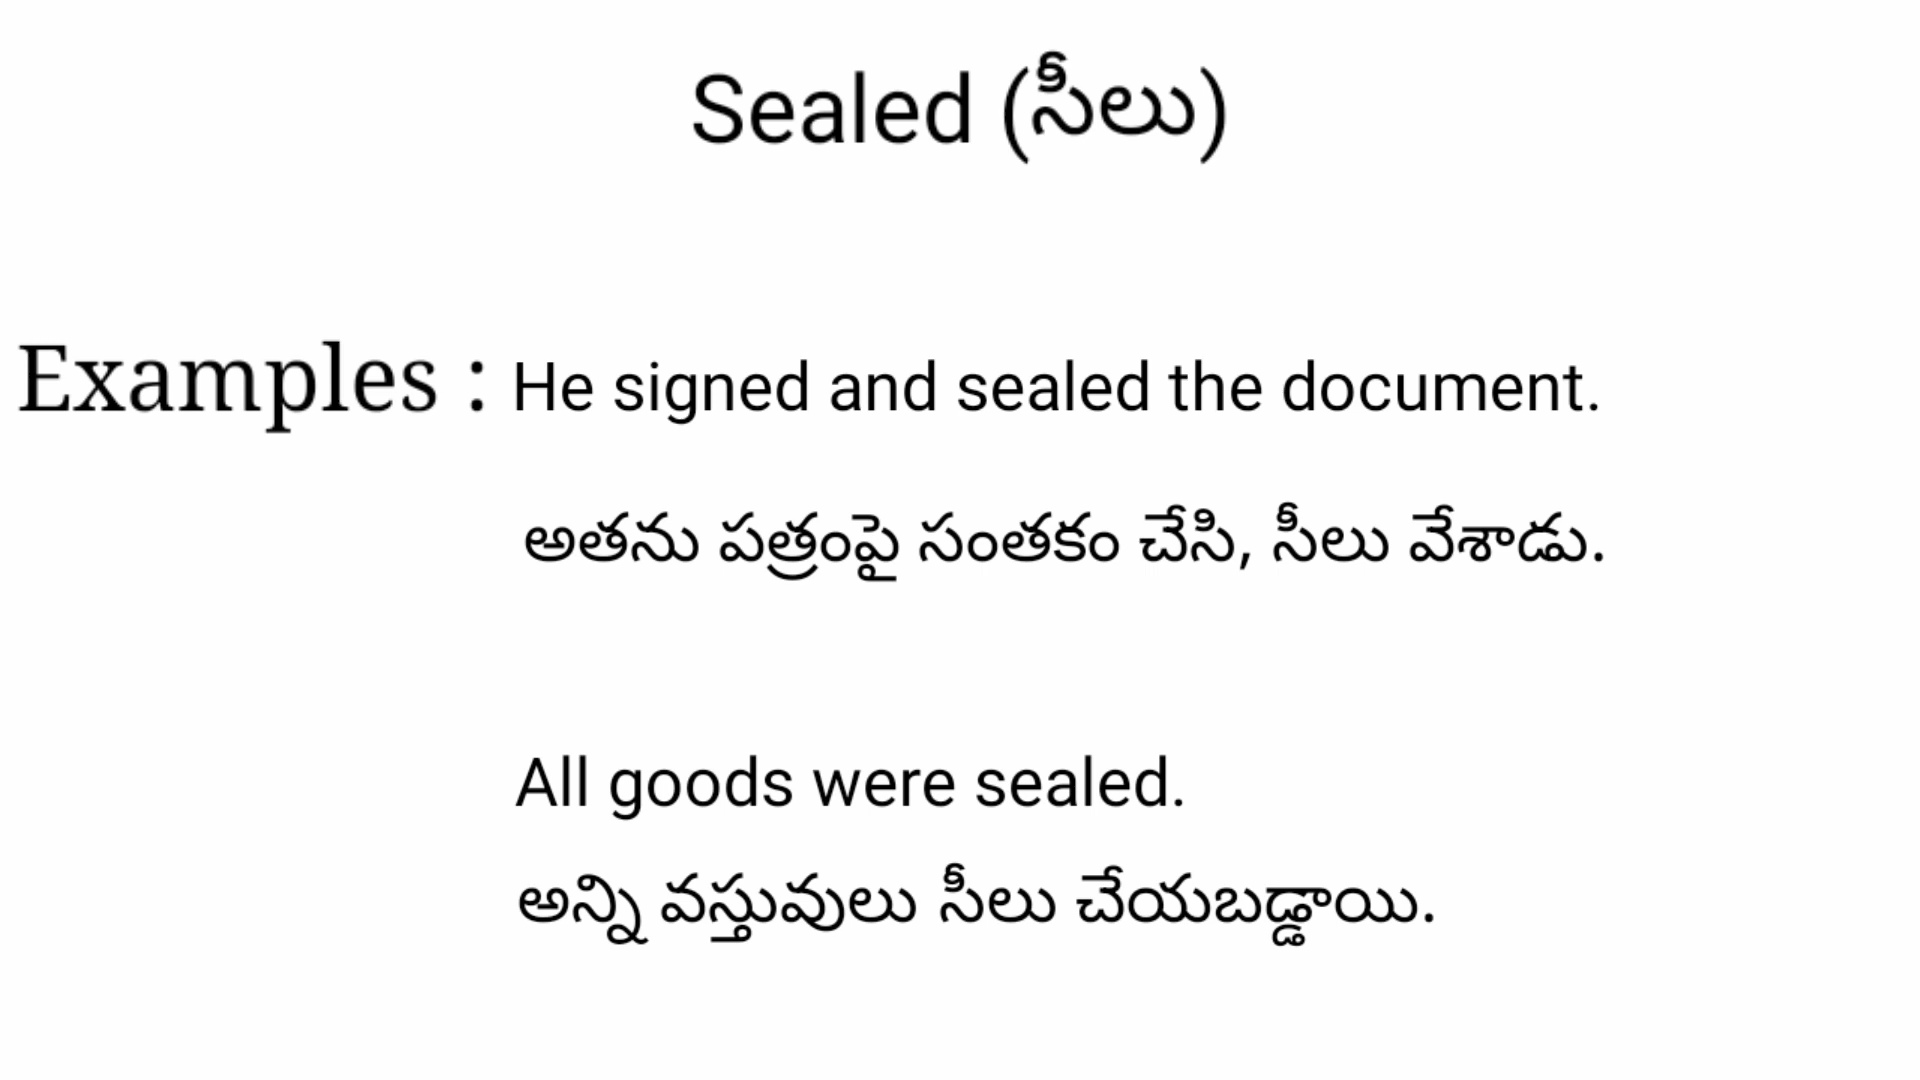 Sealed (సీలు)
Examples : He signed and sealed the document.
అతను పత్రంపై సంతకం చేసి, సీలు వేశాడు.
All goods were sealed.
అన్ని వస్తువులు సీలు చేయబడ్డాయి.